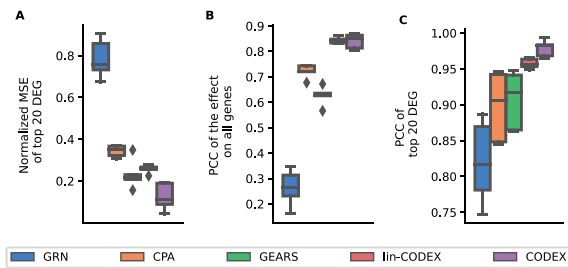 A
Normalized MSE
of top 20 DEG
0.8
0.6
0.4
0.2
B
PCC of the effect
on all genes
0.9
0.8
0.7
0.6
0.5
0.4
0.3
0.2
C
PCC of
top 20 DEG
1.00
0.95
0.90
0.85
0.80
0.75
GRN CPA GEARS lin-CODEX CODEX